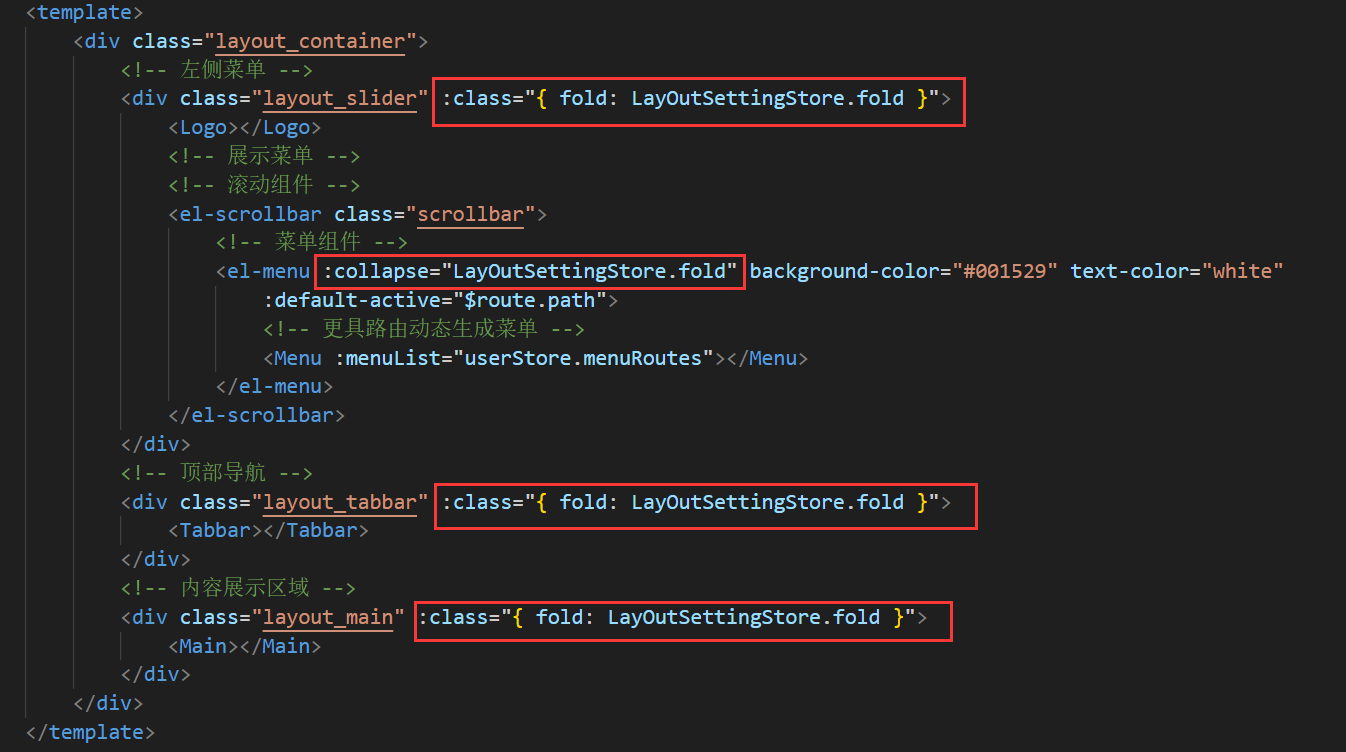 <template>
<div class="layout_container">
<!-- 左侧菜单 -->
<div class="layout_slider" :class="{ fold: LayOutSettingStore.fold }">
<Logo></Logo>
<!-- 展示菜单 -->
<!-- 滚动组件 -->
<el-scrollbar class="scrollbar">
<!-- 菜单组件 -->
<el-menu :collapse="LayOutSettingStore.fold" background-color="#001529" text-color="white"
:default-active="$route.path">
<!-- 更具路由动态生成菜单 -->
<Menu :menuList="userStore.menuRoutes"></Menu>
</el-menu>
</el-scrollbar>
</div>
<!-- 顶部导航 -->
<div class="layout_tabbar" :class="{ fold: LayOutSettingStore.fold }">
<Tabbar></Tabbar>
</div>
<!-- 内容展示区域 -->
<div class="layout_main" :class="{ fold: LayOutSettingStore.fold }">
<Main></Main>
</div>
</div>
</template>